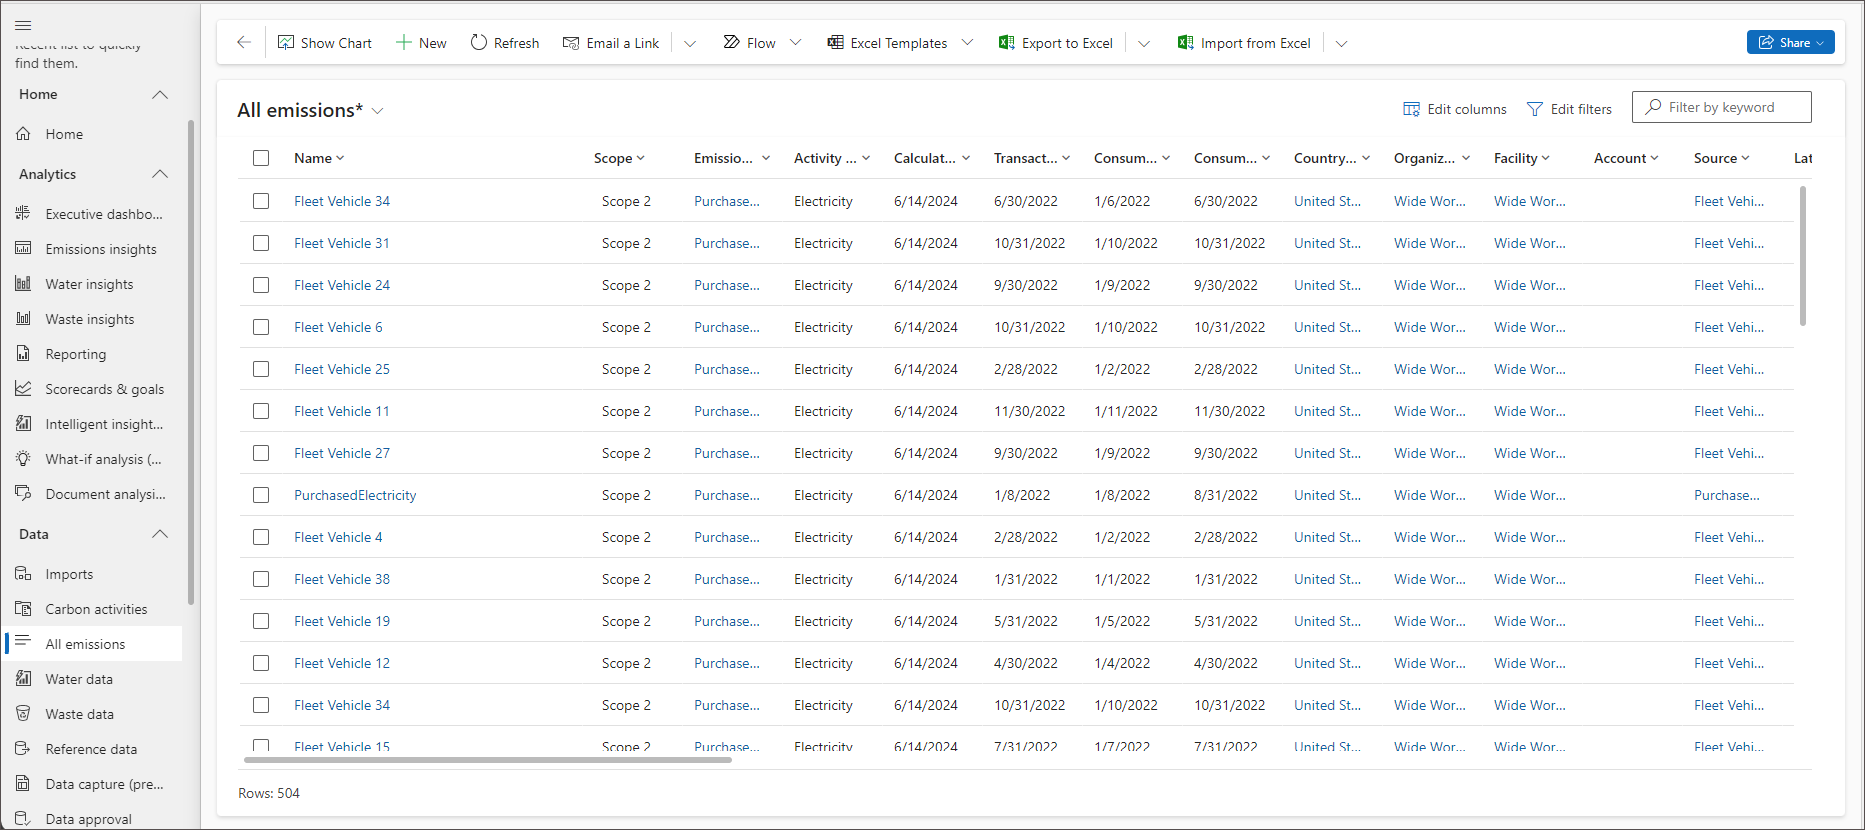 Recent list to quickly
find them.
Home
Home
Analytics
Executive dashbo...
Emissions insights
Water insights
Waste insights
Reporting
Scorecards & goals
Intelligent insight...
What-if analysis (...
Document analysi...
Data
Imports
Carbon activities
All emissions
Water data
Waste data
Reference data
Data capture (pre...
Data approval
Show Chart New Refresh Email a Link Flow Excel Templates Export to Excel Import from Excel Share
All emissions*
Edit columns Edit filters Filter by keyword
Name Scope Emissio... Activity ... Calculat... Transact... Consum... Consum... Country... Organiz... Facility Account Source Lat
Fleet Vehicle 34 Scope 2 Purchase... Electricity 6/14/2024 6/30/2022 1/6/2022 6/30/2022 United St... Wide Wor... Wide Wor... Fleet Vehi...
Fleet Vehicle 31 Scope 2 Purchase... Electricity 6/14/2024 10/31/2022 1/10/2022 10/31/2022 United St... Wide Wor... Wide Wor... Fleet Vehi...
Fleet Vehicle 24 Scope 2 Purchase... Electricity 6/14/2024 9/30/2022 1/9/2022 9/30/2022 United St... Wide Wor... Wide Wor... Fleet Vehi...
Fleet Vehicle 6 Scope 2 Purchase... Electricity 6/14/2024 10/31/2022 1/10/2022 10/31/2022 United St... Wide Wor... Wide Wor... Fleet Vehi...
Fleet Vehicle 25 Scope 2 Purchase... Electricity 6/14/2024 2/28/2022 1/2/2022 2/28/2022 United St... Wide Wor... Wide Wor... Fleet Vehi...
Fleet Vehicle 11 Scope 2 Purchase... Electricity 6/14/2024 11/30/2022 1/11/2022 11/30/2022 United St... Wide Wor... Wide Wor... Fleet Vehi...
Fleet Vehicle 27 Scope 2 Purchase... Electricity 6/14/2024 9/30/2022 1/9/2022 9/30/2022 United St... Wide Wor... Wide Wor... Fleet Vehi...
PurchasedElectricity Scope 2 Purchase... Electricity 6/14/2024 1/8/2022 1/8/2022 8/31/2022 United St... Wide Wor... Wide Wor... Purchase...
Fleet Vehicle 4 Scope 2 Purchase... Electricity 6/14/2024 2/28/2022 1/2/2022 2/28/2022 United St... Wide Wor... Wide Wor... Fleet Vehi...
Fleet Vehicle 38 Scope 2 Purchase... Electricity 6/14/2024 1/31/2022 1/1/2022 1/31/2022 United St... Wide Wor... Wide Wor... Fleet Vehi...
Fleet Vehicle 19 Scope 2 Purchase... Electricity 6/14/2024 5/31/2022 1/5/2022 5/31/2022 United St... Wide Wor... Wide Wor... Fleet Vehi...
Fleet Vehicle 12 Scope 2 Purchase... Electricity 6/14/2024 4/30/2022 1/4/2022 4/30/2022 United St... Wide Wor... Wide Wor... Fleet Vehi...
Fleet Vehicle 34 Scope 2 Purchase... Electricity 6/14/2024 10/31/2022 1/10/2022 10/31/2022 United St... Wide Wor... Wide Wor... Fleet Vehi...
Fleet Vehicle 15 Scope 2 Purchase... Electricity 6/14/2024 7/31/2022 1/7/2022 7/31/2022 United St... Wide Wor... Wide Wor... Fleet Vehi...
Rows: 504